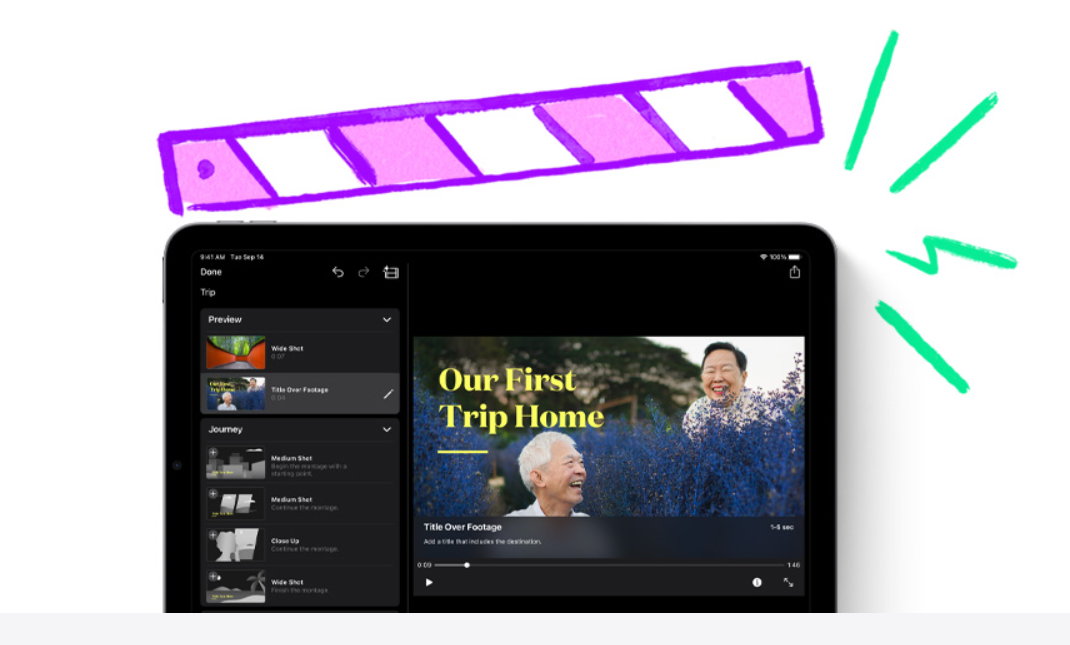 9:41 AM Tue Sep 14
100%
Done
Trip
Preview
Wide Shot
0:07
Title Over Footage
0:04
Journey
Medium Shot
Begin the montage with a
starting point.
Medium Shot
Continue the montage.
Close Up
Continue the montage.
Wide Shot
Finish the montage
Our First
Trip Home
Title Over Footage
1-5 sec
Add a title that includes the destination.
0:09
1:46